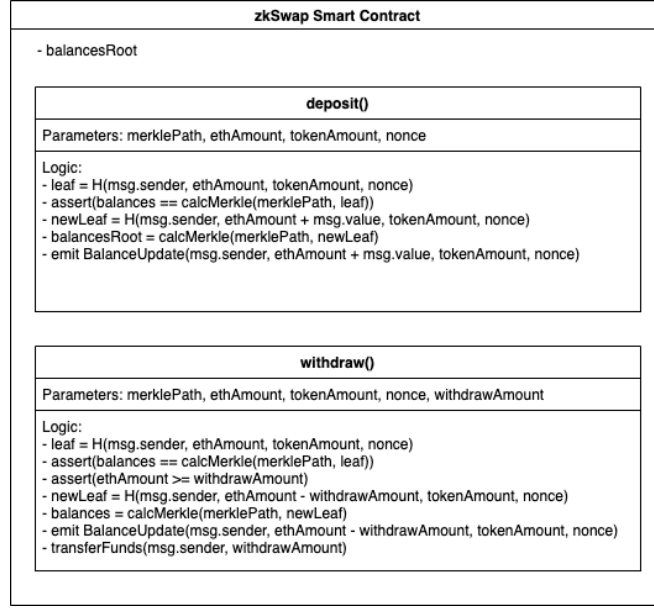 zkSwap Smart Contract
- balancesRoot
deposit()
Parameters: merklePath, ethAmount, tokenAmount, nonce
Logic:
- leaf = H(msg.sender, ethAmount, tokenAmount, nonce)
- assert(balances == calcMerkle(merklePath, leaf))
- newLeaf = H(msg.sender, ethAmount + msg.value, tokenAmount, nonce)
- balancesRoot = calcMerkle(merklePath, newLeaf)
- emit BalanceUpdate(msg.sender, ethAmount + msg.value, tokenAmount, nonce)
withdraw()
Parameters: merklePath, ethAmount, tokenAmount, nonce, withdrawAmount
Logic:
- leaf = H(msg.sender, ethAmount, tokenAmount, nonce)
- assert(balances == calcMerkle(merklePath, leaf))
- assert(ethAmount >= withdrawAmount)
- newLeaf = H(msg.sender, ethAmount - withdrawAmount, tokenAmount, nonce)
- balances = calcMerkle(merklePath, newLeaf)
- emit BalanceUpdate(msg.sender, ethAmount - withdrawAmount, tokenAmount, nonce)
- transferFunds(msg.sender, withdrawAmount)